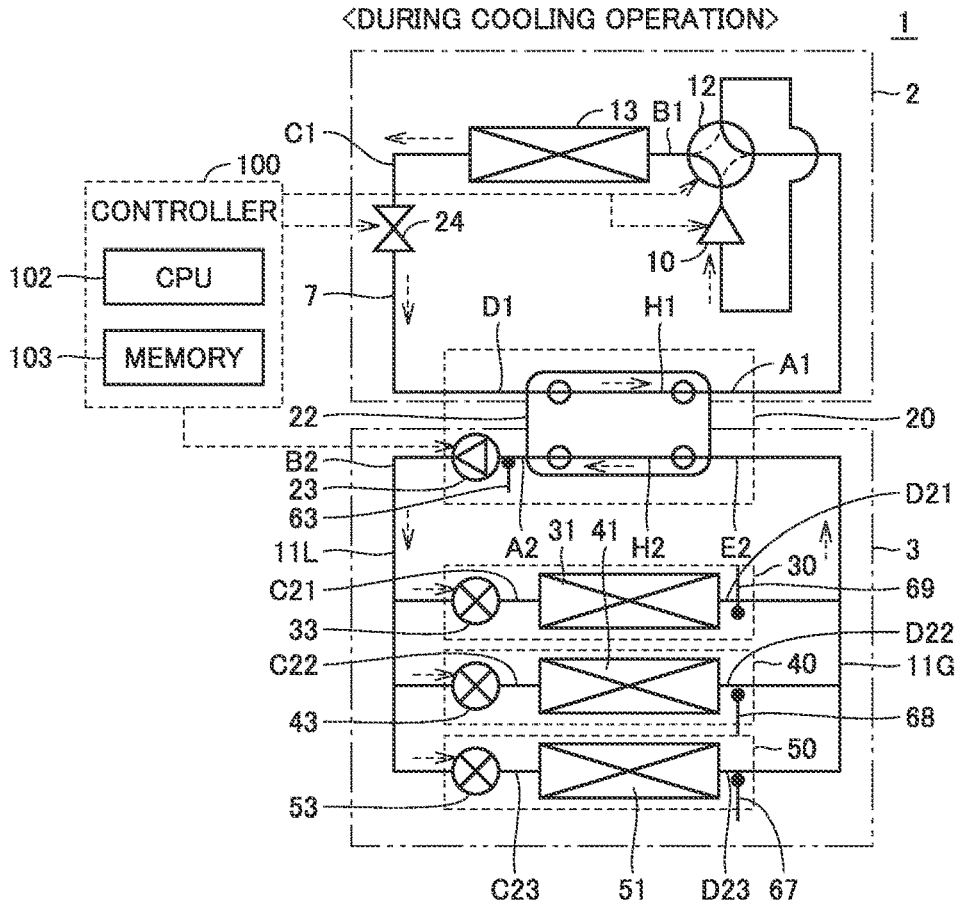 <DURING COOLING OPERATION>
1
2
12
13
B1
C1
100
CONTROLLER
24
10
102
CPU
7
D1
H1
103
MEMORY
A1
22
20
B2
23
63
D21
31
41
11L
A2
H2
E2
3
30
C21
69
33
D22
C22
40
11G
43
68
50
53
C23
51
D23
67